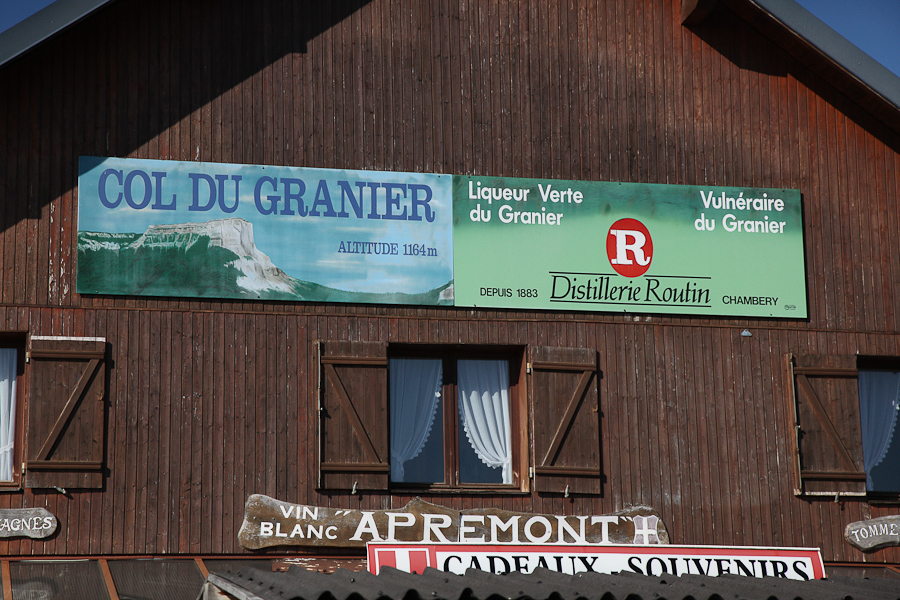 COL DU GRANIER
ALTITUDE 1164m
Liqueur Verte
du Granier
Vulnéraire
du Granier
R
Distillerie Routin
DEPUIS 1883
CHAMBERY
AGNES
VIN
BLANC
"APREMONT"
TOMME
CADEAUX - SOUVENIRS